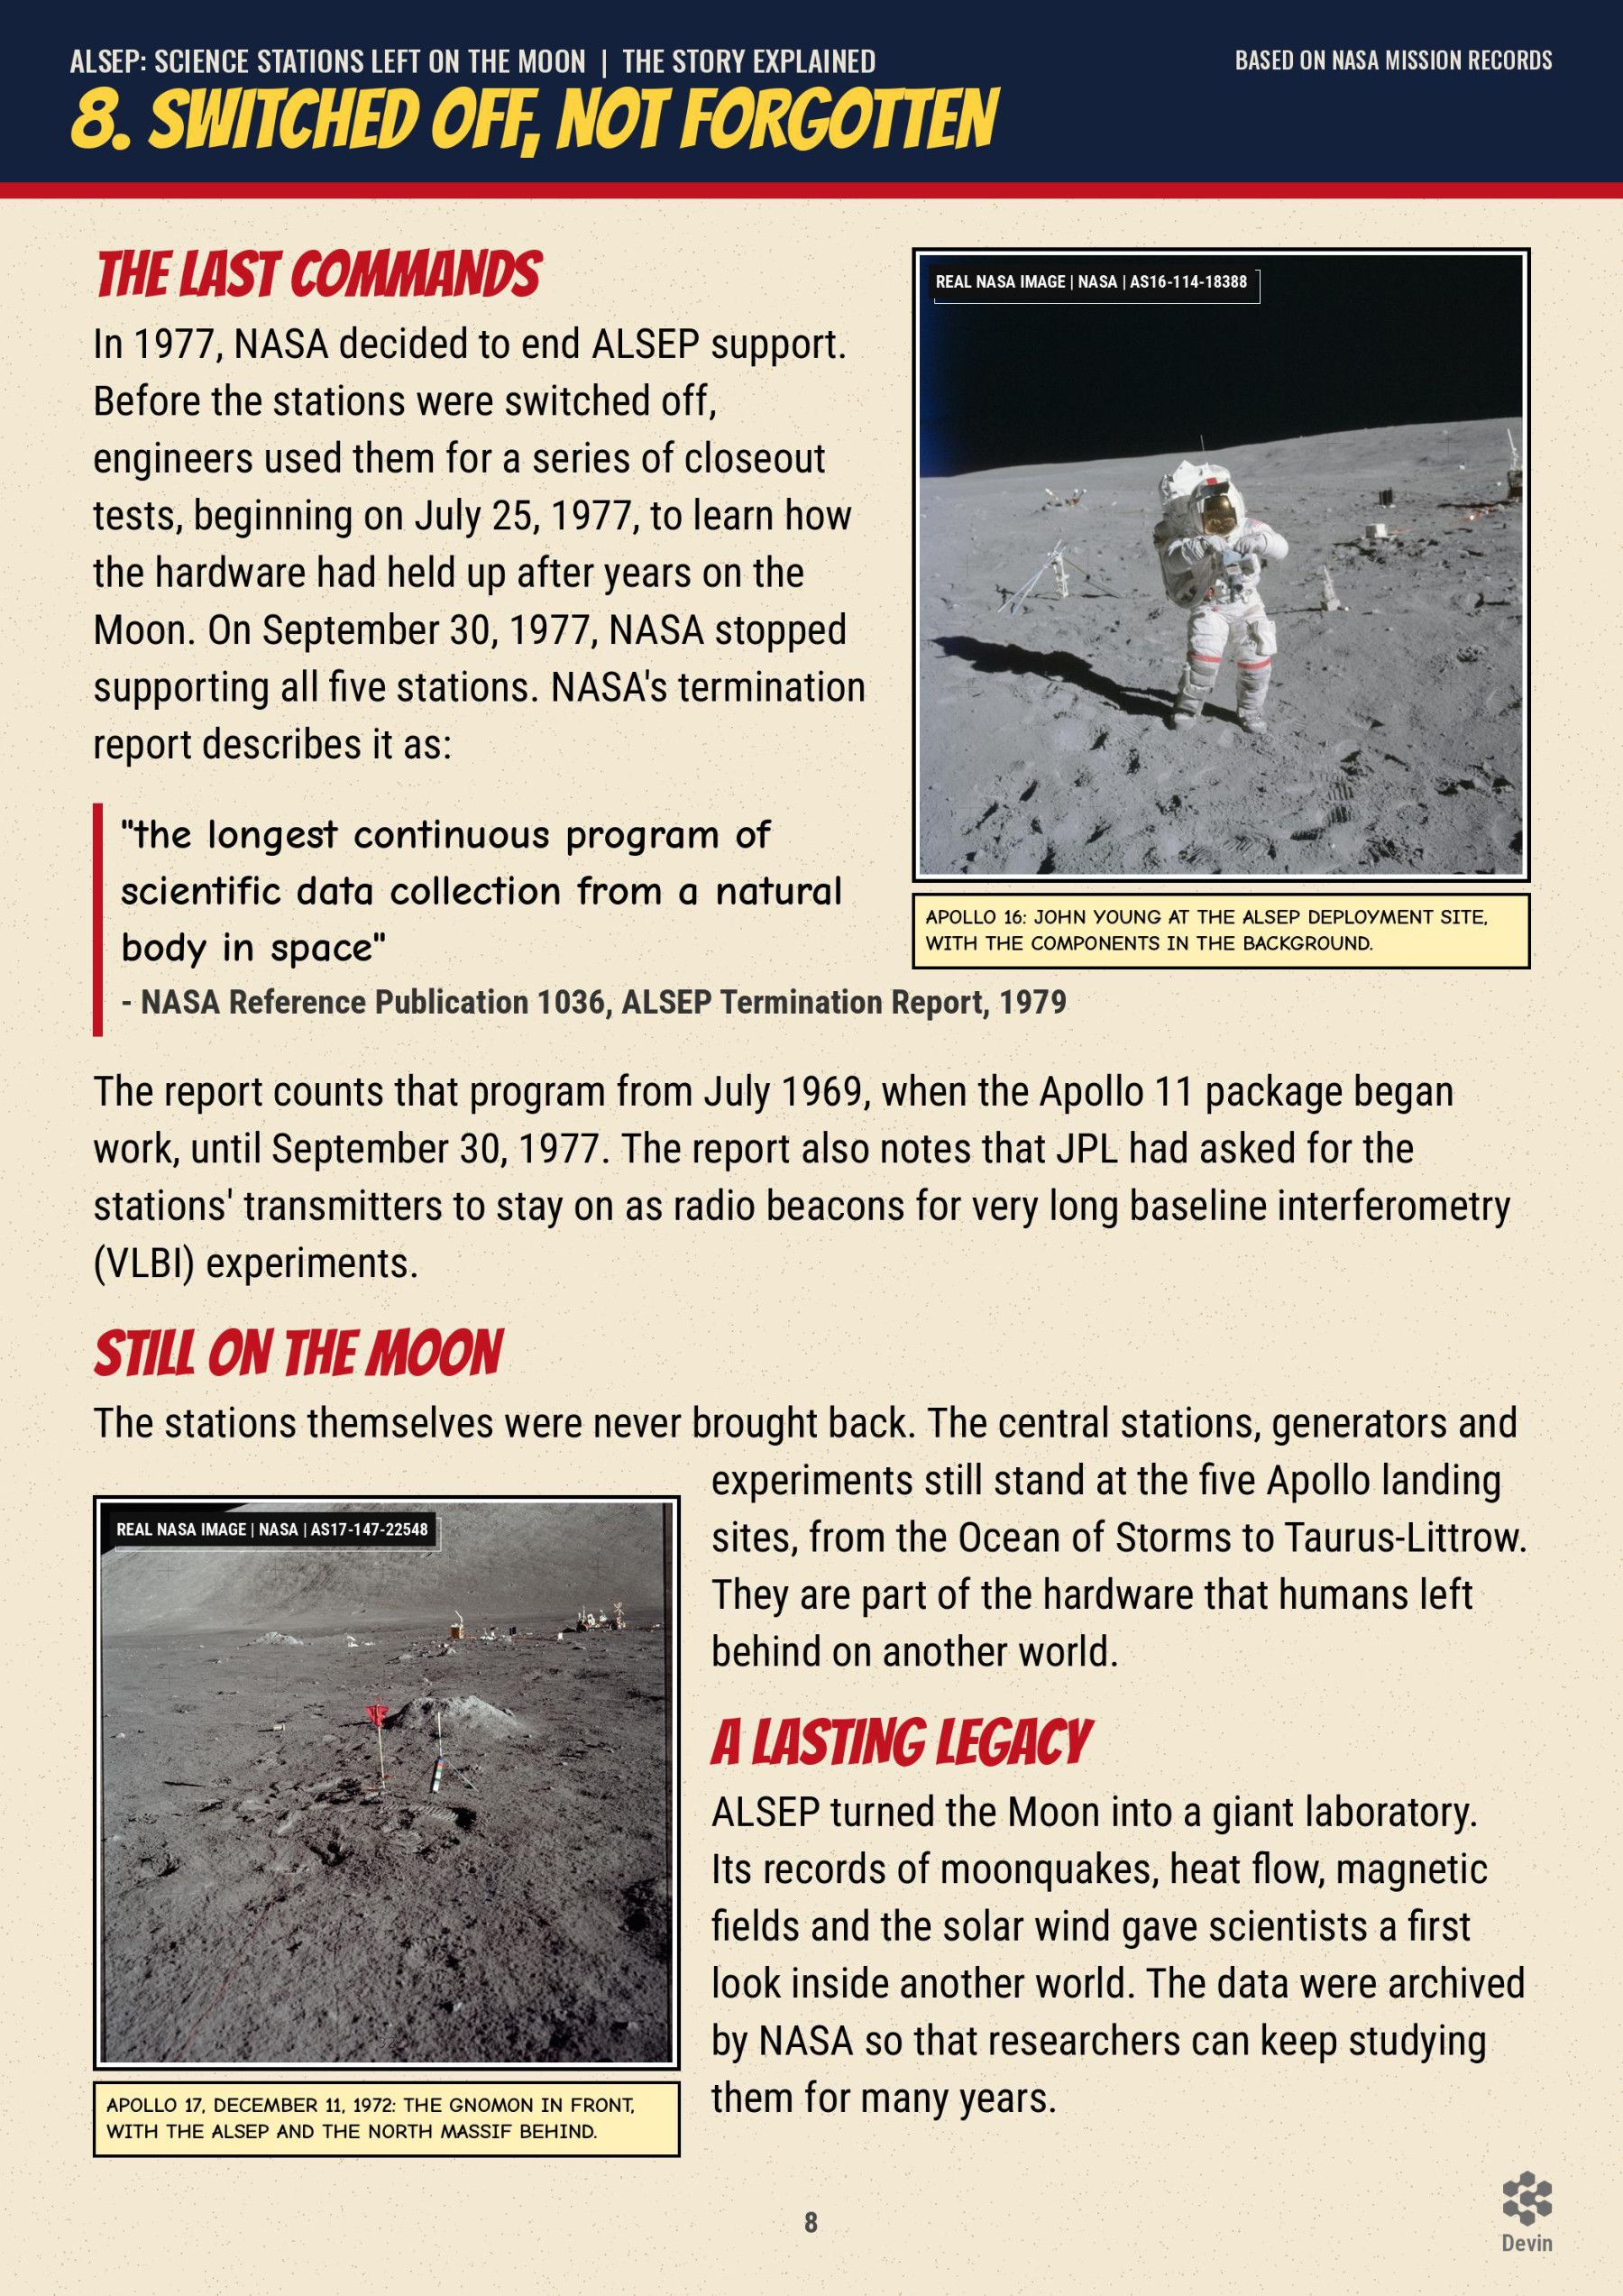 ALSEP: SCIENCE STATIONS LEFT ON THE MOON | THE STORY EXPLAINED
BASED ON NASA MISSION RECORDS
8. SWITCHED OFF, NOT FORGOTTEN
THE LAST COMMANDS
In 1977, NASA decided to end ALSEP support.
Before the stations were switched off,
engineers used them for a series of closeout
tests, beginning on July 25, 1977, to learn how
the hardware had held up after years on the
Moon. On September 30, 1977, NASA stopped
supporting all five stations. NASA's termination
report describes it as:
"the longest continuous program of
scientific data collection from a natural
body in space"
- NASA Reference Publication 1036, ALSEP Termination Report, 1979
REAL NASA IMAGE | NASA | AS16-114-18388
APOLLO 16: JOHN YOUNG AT THE ALSEP DEPLOYMENT SITE,
WITH THE COMPONENTS IN THE BACKGROUND.
The report counts that program from July 1969, when the Apollo 11 package began
work, until September 30, 1977. The report also notes that JPL had asked for the
stations' transmitters to stay on as radio beacons for very long baseline interferometry
(VLBI) experiments.
STILL ON THE MOON
The stations themselves were never brought back. The central stations, generators and
experiments still stand at the five Apollo landing
sites, from the Ocean of Storms to Taurus-Littrow.
They are part of the hardware that humans left
behind on another world.
REAL NASA IMAGE | NASA | AS17-147-22548
APOLLO 17, DECEMBER 11, 1972: THE GNOMON IN FRONT,
WITH THE ALSEP AND THE NORTH MASSIF BEHIND.
A LASTING LEGACY
ALSEP turned the Moon into a giant laboratory.
Its records of moonquakes, heat flow, magnetic
fields and the solar wind gave scientists a first
look inside another world. The data were archived
by NASA so that researchers can keep studying
them for many years.
8
Devin